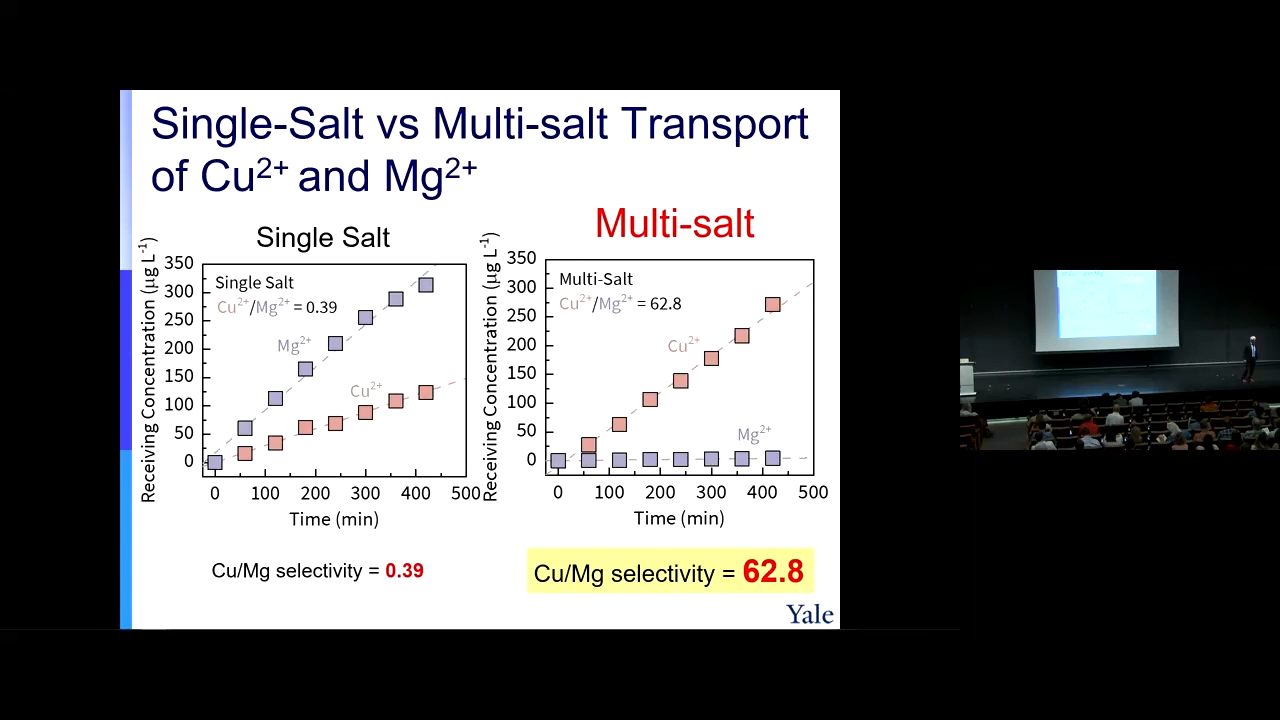 Single-Salt vs Multi-salt Transport
of Cu²⁺ and Mg²⁺
Single Salt
Receiving Concentration (µg L⁻¹)
350
300
250
200
150
100
50
0
Single Salt
Cu²⁺/Mg²⁺ = 0.39
Mg²⁺
Cu²⁺
0 100 200 300 400 500
Time (min)
Cu/Mg selectivity = 0.39
Multi-salt
Receiving Concentration (µg L⁻¹)
350
300
250
200
150
100
50
0
Multi-Salt
Cu²⁺/Mg²⁺ = 62.8
Cu²⁺
Mg²⁺
0 100 200 300 400 500
Time (min)
Cu/Mg selectivity = 62.8
Yale